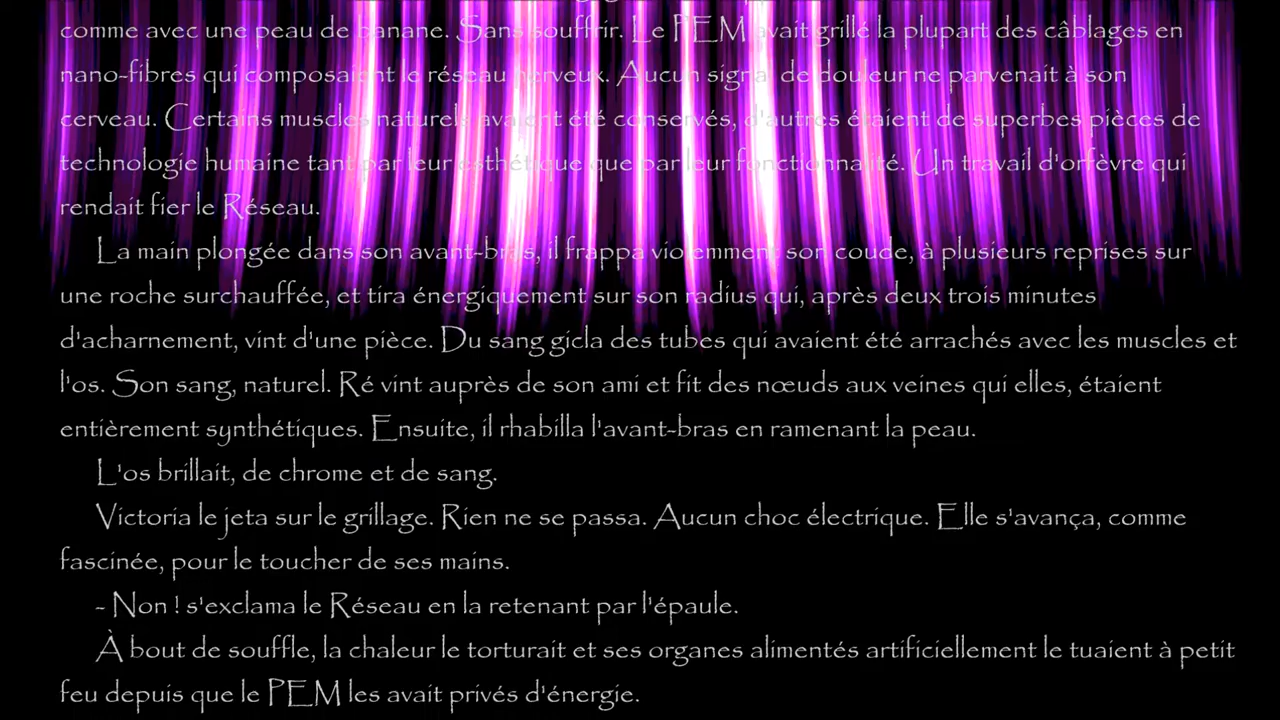 comme avec une peau de banane. Sans souffrir. Le PEM avait grillé la plupart des câblages en
nano-fibres qui composaient le réseau nerveux. Aucun signal de douleur ne parvenait à son
cerveau. Certains muscles naturels avaient été conservés, d'autres étaient de superbes pièces de
technologie humaine tant par leur esthétique que par leur fonctionnalité. Un travail d'orfèvre qui
rendait fier le Réseau.
La main plongée dans son avant-bras, il frappa violemment son coude, à plusieurs reprises sur
une roche surchauffée, et tira énergiquement sur son radius qui, après deux trois minutes
d'acharnement, vint d'une pièce. Du sang gicla des tubes qui avaient été arrachés avec les muscles et
l'os. Son sang, naturel. Ré vint auprès de son ami et fit des nœuds aux veines qui elles, étaient
entièrement synthétiques. Ensuite, il rhabilla l'avant-bras en ramenant la peau.
L'os brillait, de chrome et de sang.
Victoria le jeta sur le grillage. Rien ne se passa. Aucun choc électrique. Elle s'avança, comme
fascinée, pour le toucher de ses mains.
- Non ! s'exclama le Réseau en la retenant par l'épaule.
À bout de souffle, la chaleur le torturait et ses organes alimentés artificiellement le tuaient à petit
feu depuis que le PEM les avait privés d'énergie.